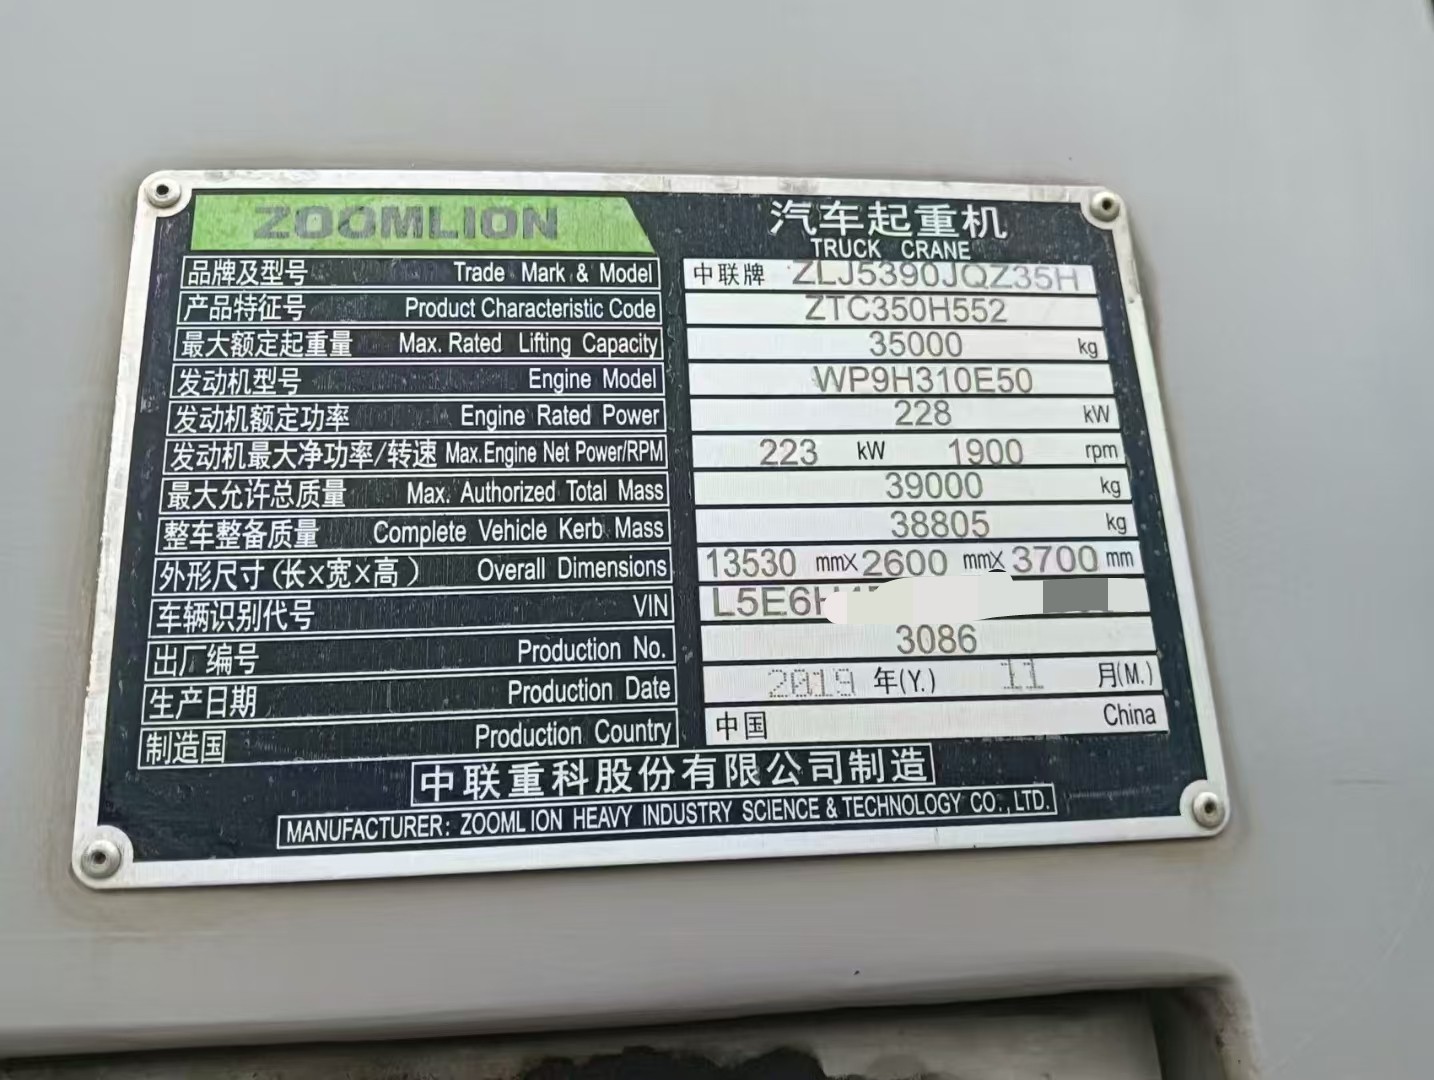 ZOOMLION
汽车起重机
TRUCK CRANE
品牌及型号 Trade Mark & Model 中联牌 ZLJ5390JQZ35H
产品特征号 Product Characteristic Code ZTC350H552
最大额定起重量 Max. Rated Lifting Capacity 35000 kg
发动机型号 Engine Model WP9H310E50
发动机额定功率 Engine Rated Power 228 kW
发动机最大净功率/转速 Max.Engine Net Power/RPM 223 kW 1900 rpm
最大允许总质量 Max. Authorized Total Mass 39000 kg
整车整备质量 Complete Vehicle Kerb Mass 38805 kg
外形尺寸(长×宽×高) Overall Dimensions 13530 mm× 2600 mm× 3700 mm
车辆识别代号 VIN L5E6H
出厂编号 Production No. 3086
生产日期 Production Date 2019 年(Y.) 11 月(M.)
制造国 Production Country 中国 China
中联重科股份有限公司制造
MANUFACTURER: ZOOMLION HEAVY INDUSTRY SCIENCE & TECHNOLOGY CO.,LTD.